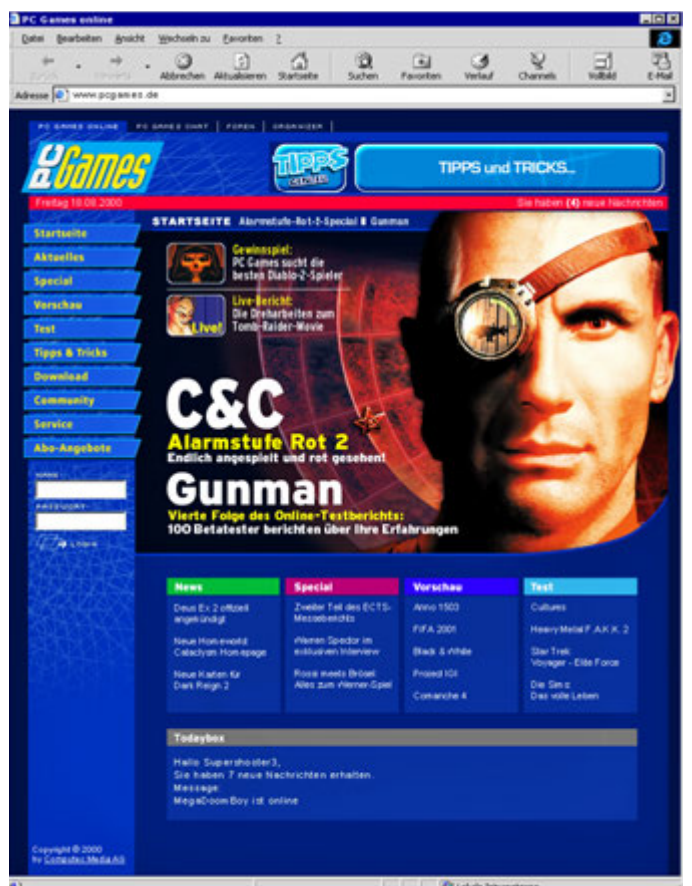 PC Games online
Datei Bearbeiten Ansicht Wechseln zu Favoriten ?
Abbrechen Aktualisieren Startseite Suchen Favoriten Verlauf Channels Vollbild E-Mail
Adresse www.pcgames.de
PC GAMES ONLINE PC GAMES CHART FOREN ORGANIZER
PC Games
TIPPS CENTER
TIPPS und TRICKS...
Freitag 18.08.2000
Sie haben (4) neue Nachrichten
STARTSEITE Alarmstufe-Rot-2-Special Gunman
Startseite
Aktuelles
Special
Vorschau
Test
Tipps & Tricks
Download
Community
Service
Abo-Angebote
NAME
PASSWORT
LOGIN
Gewinnspiel:
PC Games sucht die
besten Diablo-2-Spieler
Live!
Live-Bericht:
Die Dreharbeiten zum
Tomb-Raider-Movie
C&C
Alarmstufe Rot 2
Endlich angespielt und rot gesehen!
Gunman
Vierte Folge des Online-Testberichts:
100 Betatester berichten über Ihre Erfahrungen
News
Deus Ex 2 offiziell
angekündigt
Neue Homeworld:
Cataclysm Homepage
Neue Karten für
Dark Reign 2
Special
Zweiter Teil des ECTS-
Messeberichts
Warren Spector im
exklusiven Interview
Rossi meets Brösel:
Alles zum Werner-Spiel
Vorschau
Anno 1503
FIFA 2001
Black & White
Project IGI
Comanche 4
Test
Cultures
Heavy Metal F.A.K.K. 2
Star Trek:
Voyager - Elite Force
Die Sims:
Das volle Leben
Todaybox
Hallo Supershooter3,
Sie haben 7 neue Nachrichten erhalten.
Message:
MegaDoomBoy ist online
Copyright © 2000
by Computec Media AG